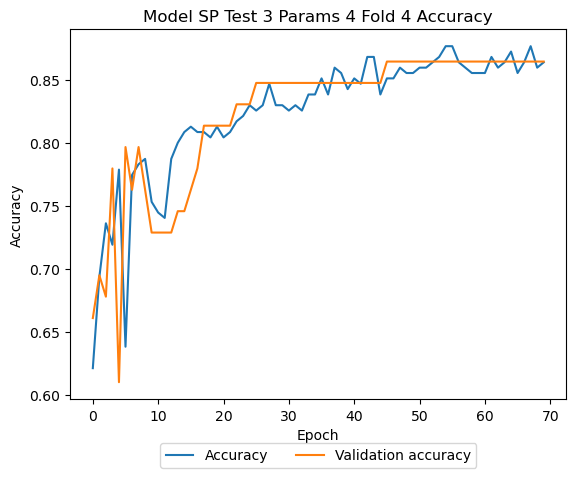 Model SP Test 3 Params 4 Fold 4 Accuracy
Accuracy
0.85
0.80
0.75
0.70
0.65
0.60
0 10 20 30 40 50 60 70
Epoch
Accuracy Validation accuracy